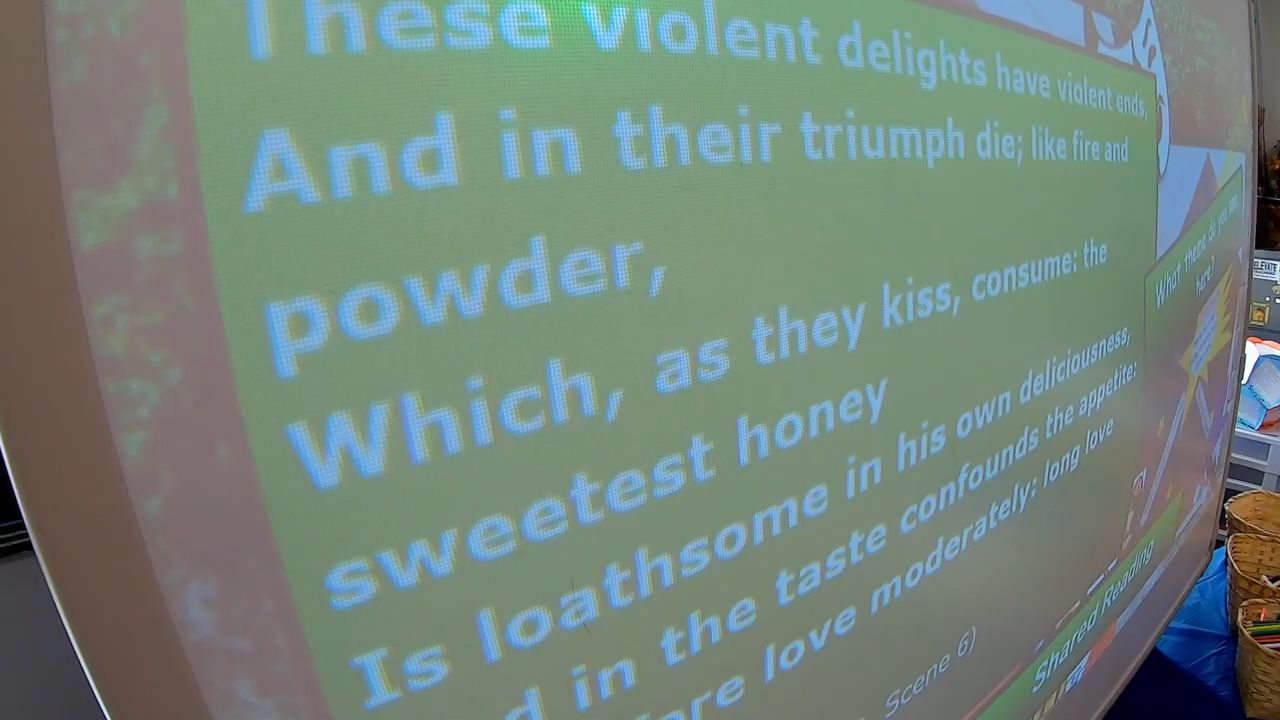 These violent delights have violent ends,
And in their triumph die; like fire and
powder,
Which, as they kiss, consume: the
sweetest honey
Is loathsome in his own deliciousness,
in the taste confounds the appetite:
love moderately: long love
Scene 6)
What theme do you see
here?
Shared Reading
ELEVATE